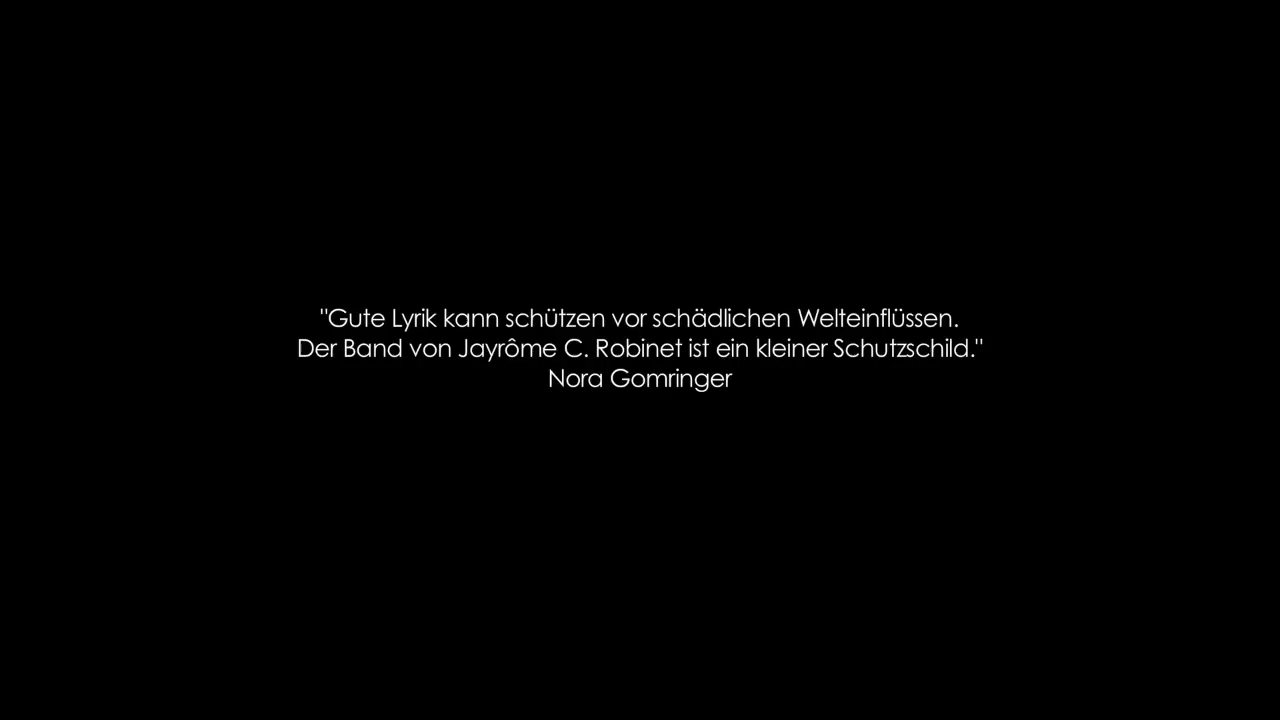 "Gute Lyrik kann schützen vor schädlichen Welteinflüssen.
Der Band von Jayrôme C. Robinet ist ein kleiner Schutzschild."
Nora Gomringer